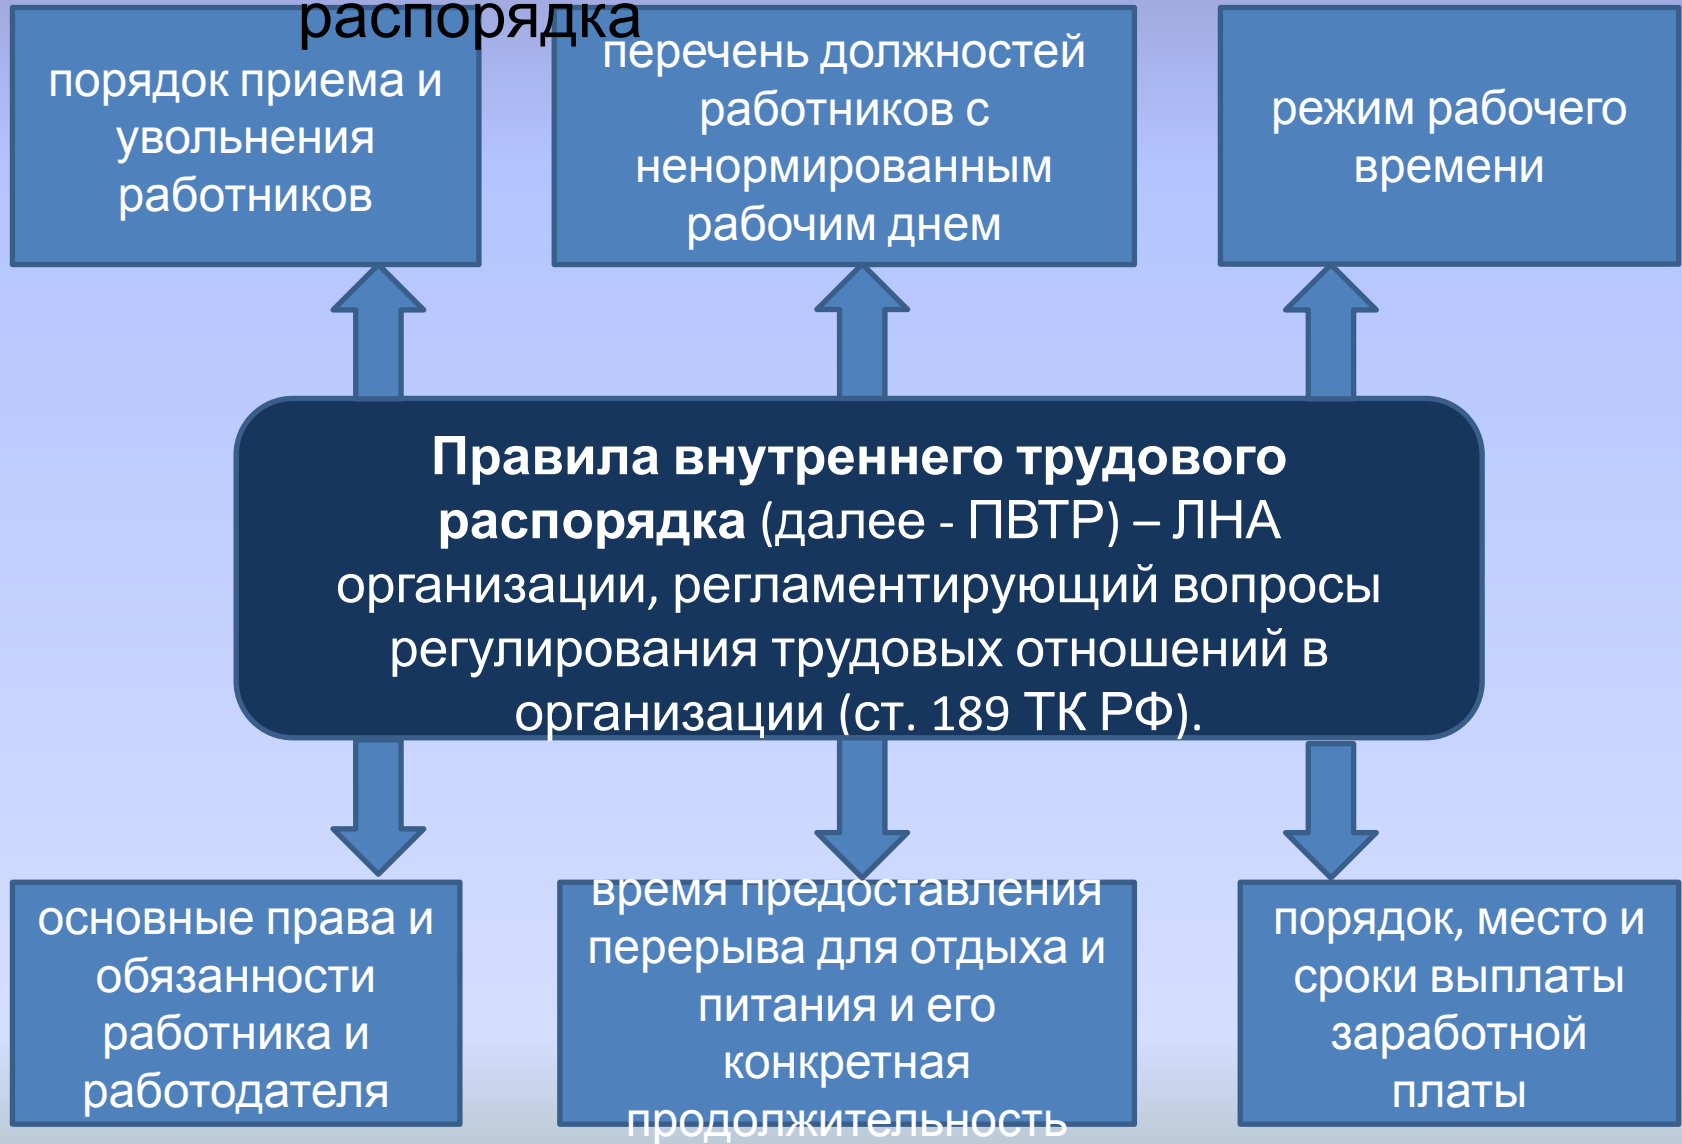 распорядка
порядок приема и
увольнения
работников
перечень должностей
работников с
ненормированным
рабочим днем
режим рабочего
времени
Правила внутреннего трудового
распорядка (далее - ПВТР) – ЛНА
организации, регламентирующий вопросы
регулирования трудовых отношений в
организации (ст. 189 ТК РФ).
основные права и
обязанности
работника и
работодателя
время предоставления
перерыва для отдыха и
питания и его
конкретная
продолжительность
порядок, место и
сроки выплаты
заработной
платы